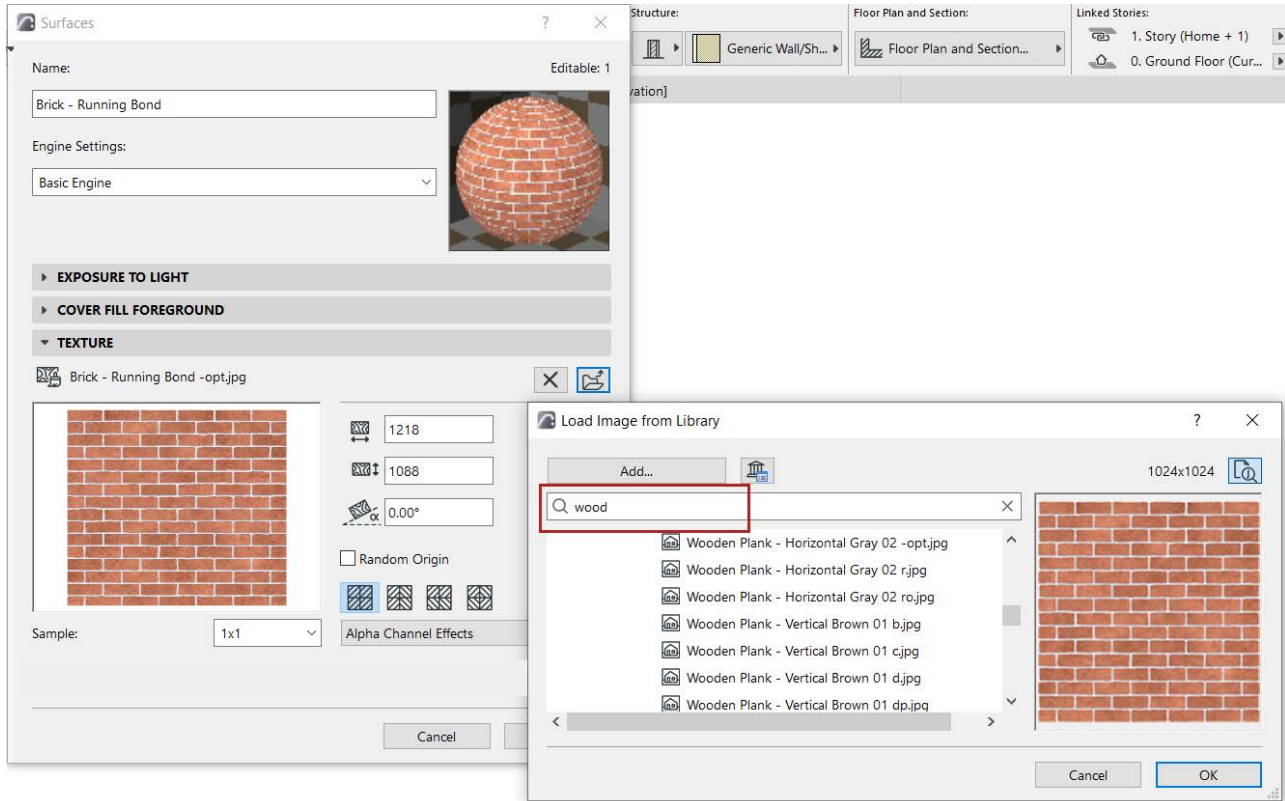 Surfaces
?
Name:
Editable: 1
Brick - Running Bond
Engine Settings:
Basic Engine
EXPOSURE TO LIGHT
COVER FILL FOREGROUND
TEXTURE
Brick - Running Bond -opt.jpg
1218
1088
α
0.00°
Random Origin
Sample:
1x1
Alpha Channel Effects
Cancel
Structure:
Floor Plan and Section:
Linked Stories:
Generic Wall/Sh...
Floor Plan and Section...
1. Story (Home + 1)
0. Ground Floor (Cur...
vation]
Load Image from Library
?
Add...
1024x1024
wood
Wooden Plank - Horizontal Gray 02 -opt.jpg
Wooden Plank - Horizontal Gray 02 r.jpg
Wooden Plank - Horizontal Gray 02 ro.jpg
Wooden Plank - Vertical Brown 01 b.jpg
Wooden Plank - Vertical Brown 01 c.jpg
Wooden Plank - Vertical Brown 01 d.jpg
Wooden Plank - Vertical Brown 01 dp.jpg
Cancel
OK